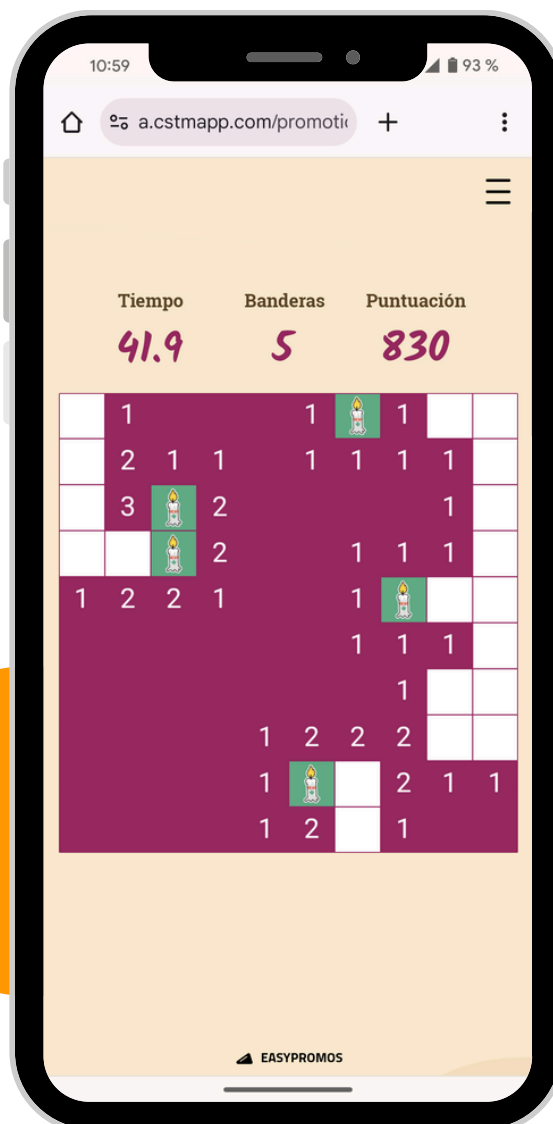 10:59 93 %
a.cstmapp.com/promoti
Tiempo Banderas Puntuación
41.9 5 830
1 1 1
2 1 1 1 1 1 1
3 2 1
2 1 1 1
1 2 2 1 1
1 1 1
1
1 2 2 2
1 2 1 1
1 2 1
EASYPROMOS